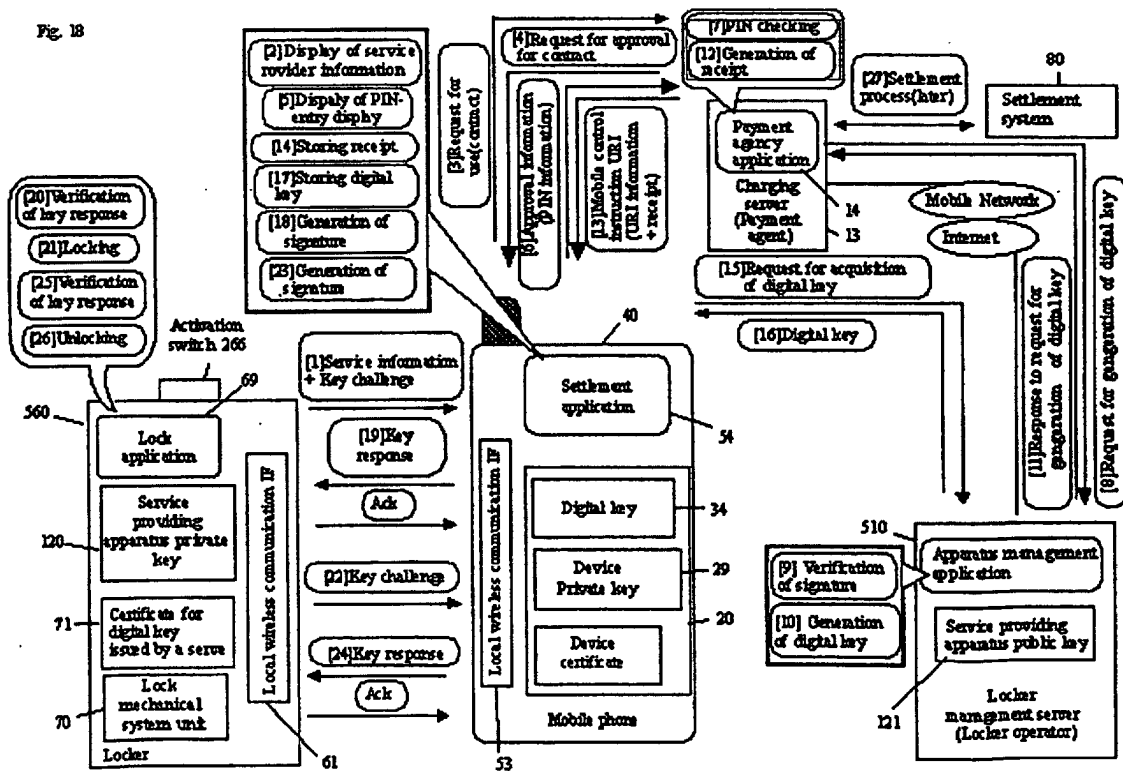 Fig. 18
[2]Display of service
rovider information
[5]Dispaly of PIN-
entry display
[14]Storing receipt
[17]Storing digital
key
[18]Generation of
signature
[23]Generation of
signature
[3]Request for
use(contract)
[4]Request for approval
for contract
[6]Approval information
(PIN information)
[13]Mobile control
instruction URI
(URI information
+ receipt)
[7]PIN checking
[12]Generation of
receipt
Payment
agency
application
Charging
server
(Payment
agent)
14
13
[27]Settlement
process(later)
80
Settlement
system
Mobile Network
Internet
[15]Request for acquisition
of digital key
[16]Digital key
[11]Response to request for
gangaration of digital key
[8]Request for gangaration of digital key
[20]Verification
of key response
[21]Locking
[25]Verification
of key response
[26]Unlocking
Activation
switch 266
69
560
Lock
application
Service
providing
apparatus private
key
120
Certificate for
digital key
issued by a serve
71
Lock
mechanical
system unit
70
Locker
Local wireless communication IF
61
[1]Service information
+ Key challenge
[19]Key
response
Ack
[22]Key challenge
[24]Key response
Ack
40
Settlement
application
54
Local wire communication IF
53
Digital key
34
Device
Private key
29
20
Device
certificate
Mobile phone
510
Apparatus management
application
[9] Verification
of signature
[10] Generation
of digital key
Service providing
apparatus public key
121
Locker
management server
(Locker operator)